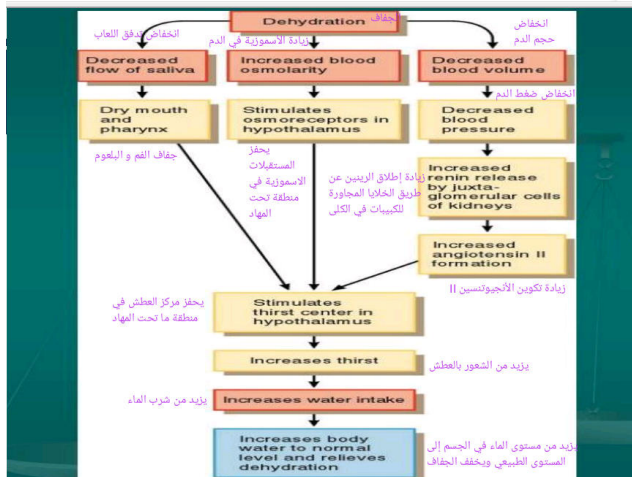 Dehydration
الجفاف
انخفاض تدفق اللعاب
زيادة الأسموزية في الدم
انخفاض
حجم الدم
Decreased
flow of saliva
Increased blood
osmolarity
Decreased
blood volume
انخفاض ضغط الدم
Dry mouth
and
pharynx
Stimulates
osmoreceptors in
hypothalamus
Decreased
blood
pressure
جفاف الفم و البلعوم
يحفز
المستقبلات
الاسموزية في
منطقة تحت
المهاد
زيادة إطلاق الرينين عن
طريق الخلايا المجاورة
للكبيبات في الكلى
Increased
renin release
by juxta-
glomerular cells
of kidneys
Increased
angiotensin II
formation
زيادة تكوين الأنجيوتنسين II
يحفز مركز العطش في
منطقة ما تحت المهاد
Stimulates
thirst center in
hypothalamus
Increases thirst
يزيد من الشعور بالعطش
يزيد من شرب الماء
Increases water intake
Increases body
water to normal
level and relieves
dehydration
يزيد من مستوى الماء في الجسم إلى
المستوى الطبيعي ويخفف الجفاف